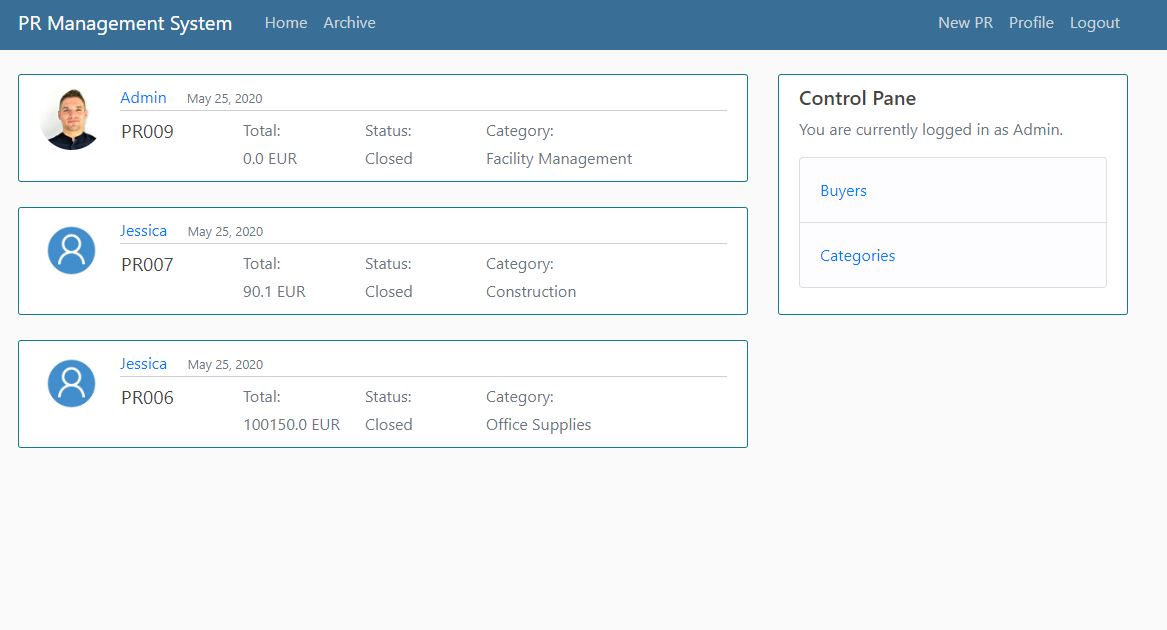 PR Management System Home Archive New PR Profile Logout
Admin May 25, 2020
PR009 Total: Status: Category:
0.0 EUR Closed Facility Management
Jessica May 25, 2020
PR007 Total: Status: Category:
90.1 EUR Closed Construction
Jessica May 25, 2020
PR006 Total: Status: Category:
100150.0 EUR Closed Office Supplies
Control Pane
You are currently logged in as Admin.
Buyers
Categories